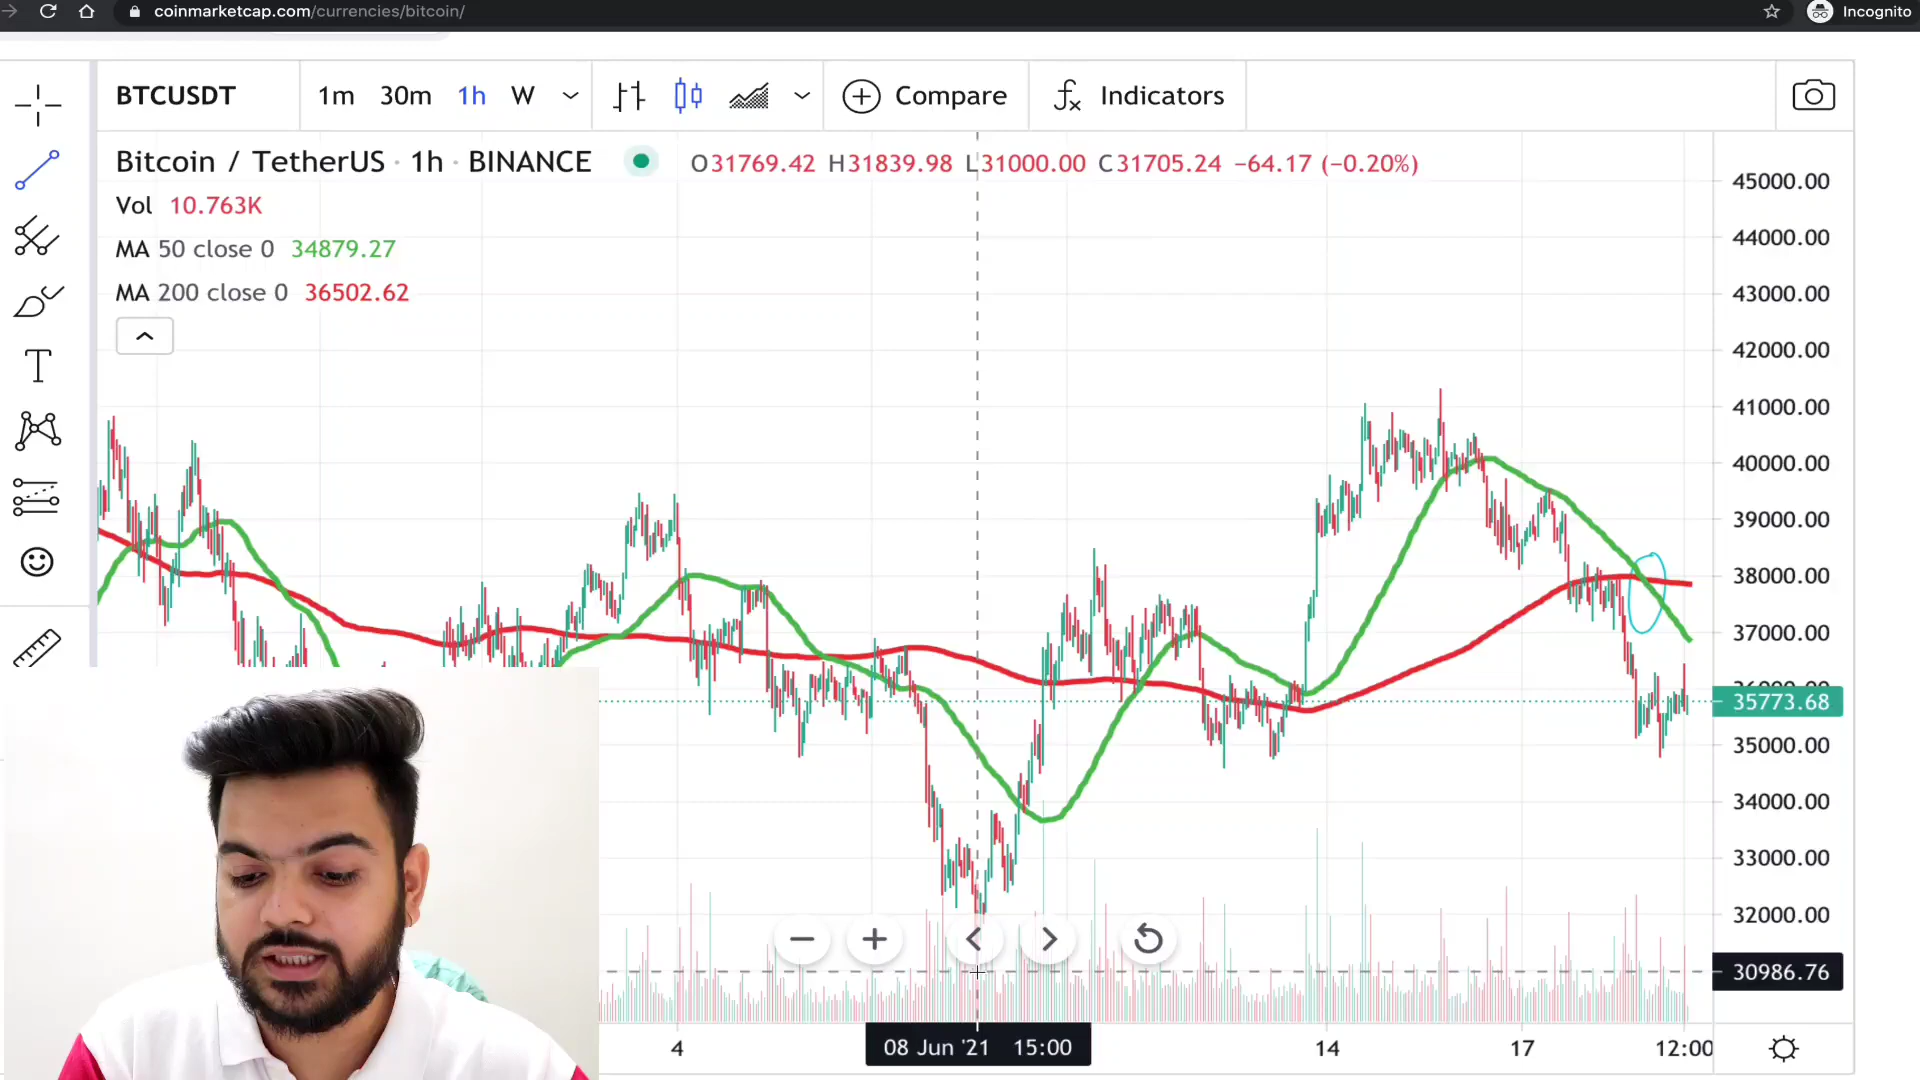 coinmarketcap.com/currencies/bitcoin/
Incognito
BTCUSDT 1m 30m 1h W Compare fx Indicators
Bitcoin / TetherUS · 1h · BINANCE O31769.42 H31839.98 L31000.00 C31705.24 −64.17 (−0.20%)
Vol 10.763K
MA 50 close 0 34879.27
MA 200 close 0 36502.62
T
45000.00
44000.00
43000.00
42000.00
41000.00
40000.00
39000.00
38000.00
37000.00
36000.00
35773.68
35000.00
34000.00
33000.00
32000.00
30986.76
4 08 Jun '21 15:00 14 17 12:00